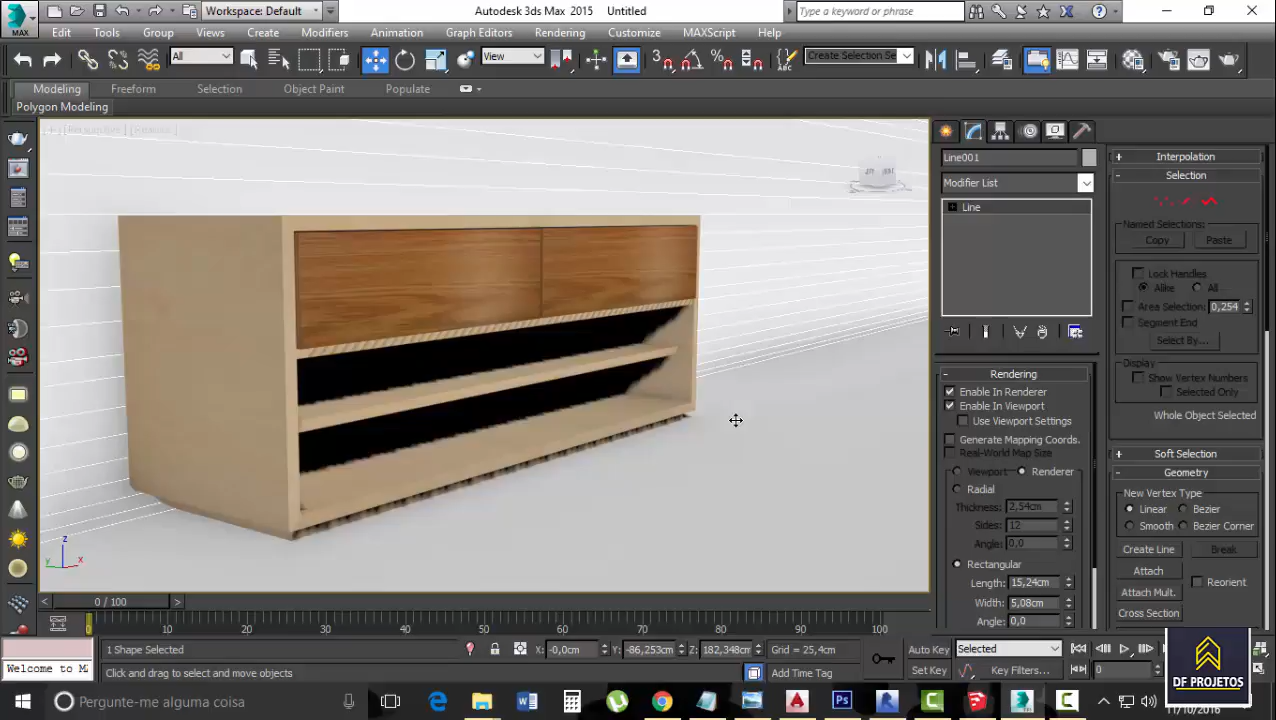 MAX
Workspace: Default
Autodesk 3ds Max 2015 Untitled
Type a keyword or phrase
Edit Tools Group Views Create Modifiers Animation Graph Editors Rendering Customize MAXScript Help
All
View
3
%
Create Selection Se
Modeling Freeform Selection Object Paint Populate
Polygon Modeling
Line001
Modifier List
Line
Rendering
Enable In Renderer
Enable In Viewport
Use Viewport Settings
Generate Mapping Coords.
Real-World Map Size
Viewport Renderer
Radial
Thickness: 2,54cm
Sides: 12
Angle: 0,0
Rectangular
Length: 15,24cm
Width: 5,08cm
Angle: 0,0
Interpolation
Selection
Named Selections:
Copy Paste
Lock Handles
Alike All
Area Selection: 0,254
Segment End
Select By...
Display
Show Vertex Numbers
Selected Only
Whole Object Selected
Soft Selection
Geometry
New Vertex Type
Linear Bezier
Smooth Bezier Corner
Create Line Break
Attach Reorient
Attach Mult.
Cross Section
z
y x
0 / 100
0 10 20 30 40 50 60 70 80 90 100
1 Shape Selected X: -0,0cm Y: -86,253cm Z: 182,348cm Grid = 25,4cm Auto Key Selected
Welcome to M Click and drag to select and move objects Add Time Tag Set Key Key Filters... 0
DF PROJETOS
Pergunte-me alguma coisa
11/10/2016